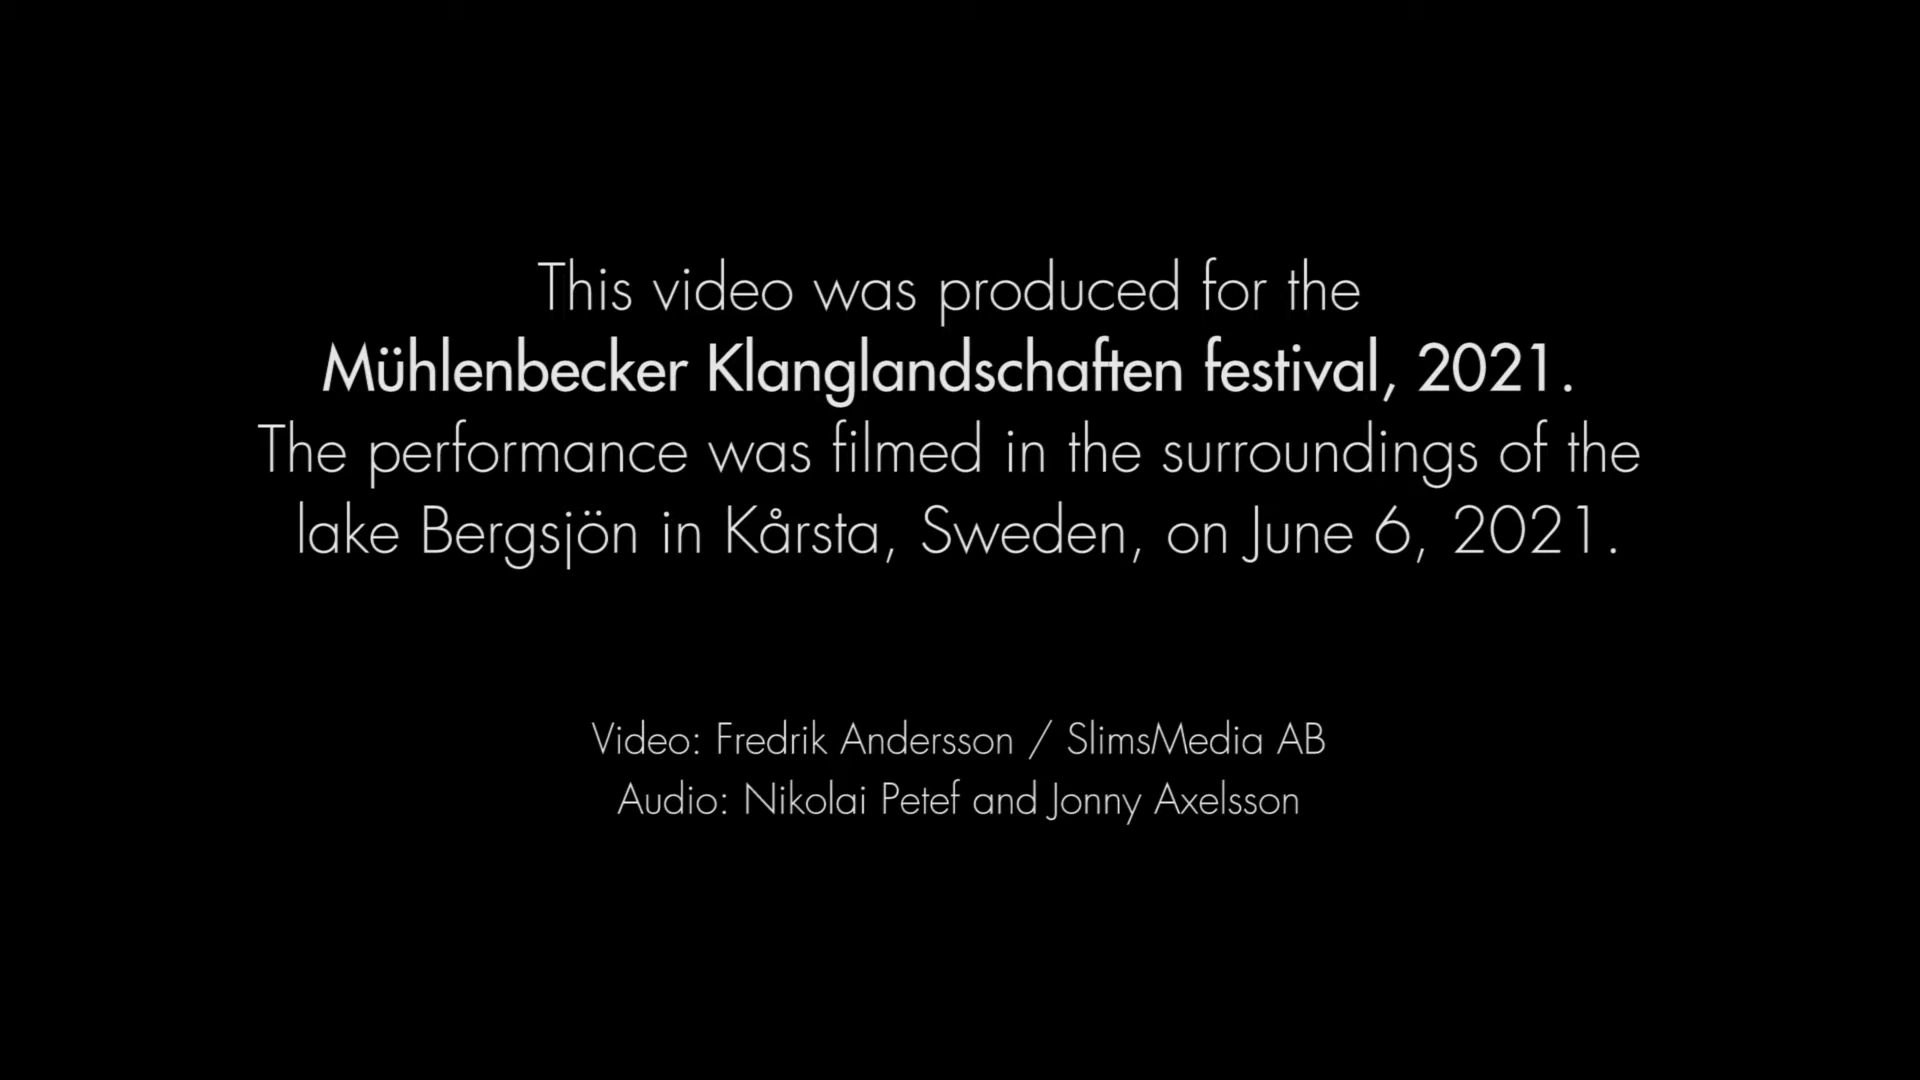 This video was produced for the
Mühlenbecker Klanglandschaften festival, 2021.
The performance was filmed in the surroundings of the
lake Bergsjön in Kårsta, Sweden, on June 6, 2021.
Video: Fredrik Andersson / SlimsMedia AB
Audio: Nikolai Petef and Jonny Axelsson